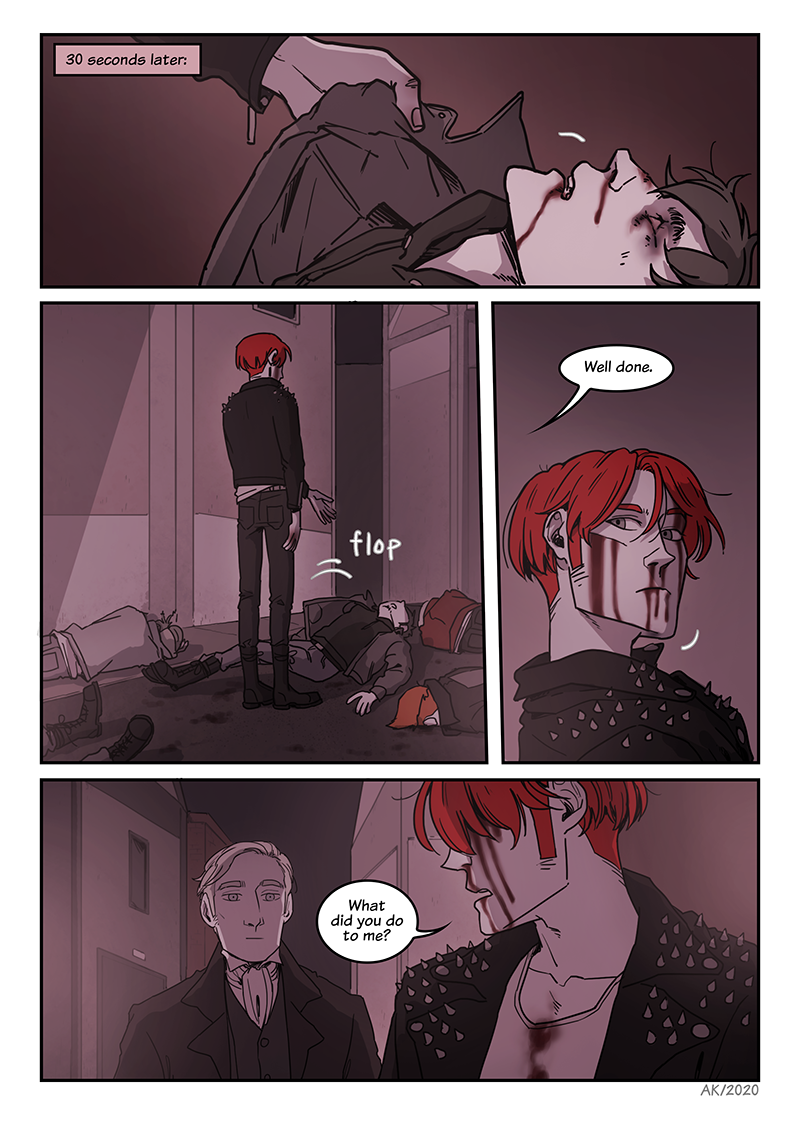 30 seconds later:
flop
Well done.
What
did you do
to me?
AK/2020